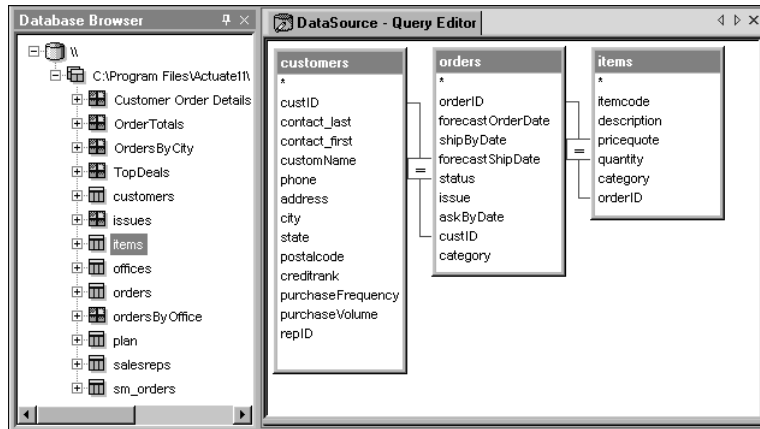 Database Browser
\\
C:\Program Files\Actuate11\
Customer Order Details
OrderTotals
OrdersByCity
TopDeals
customers
issues
items
offices
orders
ordersByOffice
plan
salesreps
sm_orders
DataSource - Query Editor
customers
*
custID
contact_last
contact_first
customName
phone
address
city
state
postalcode
creditrank
purchaseFrequency
purchaseVolume
repID
=
orders
*
orderID
forecastOrderDate
shipByDate
forecastShipDate
status
issue
askByDate
custID
category
=
items
*
itemcode
description
pricequote
quantity
category
orderID